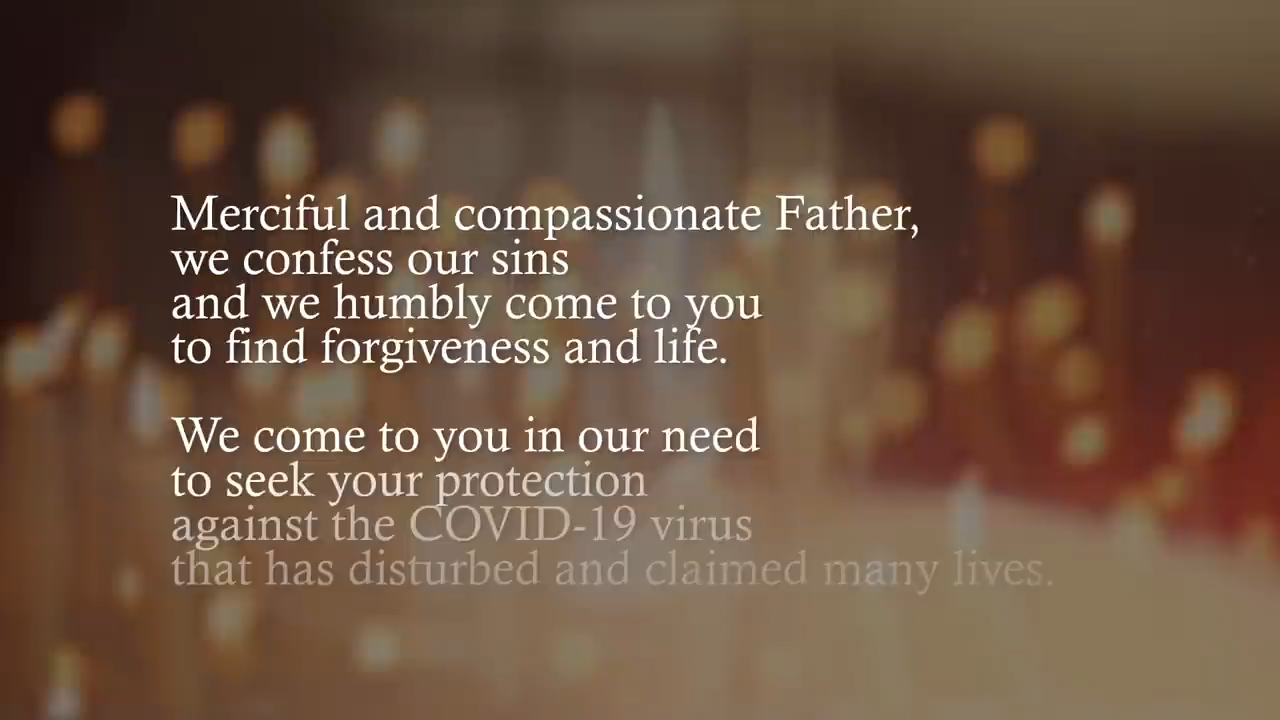 Merciful and compassionate Father,
we confess our sins
and we humbly come to you
to find forgiveness and life.
We come to you in our need
to seek your protection
against the COVID-19 virus
that has disturbed and claimed many lives.